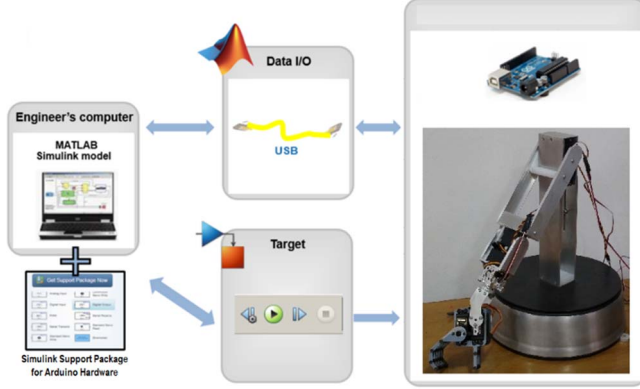 Data I/O
USB
Engineer's computer
MATLAB
Simulink model
Target
Get Support Package Now
Simulink Support Package
for Arduino Hardware